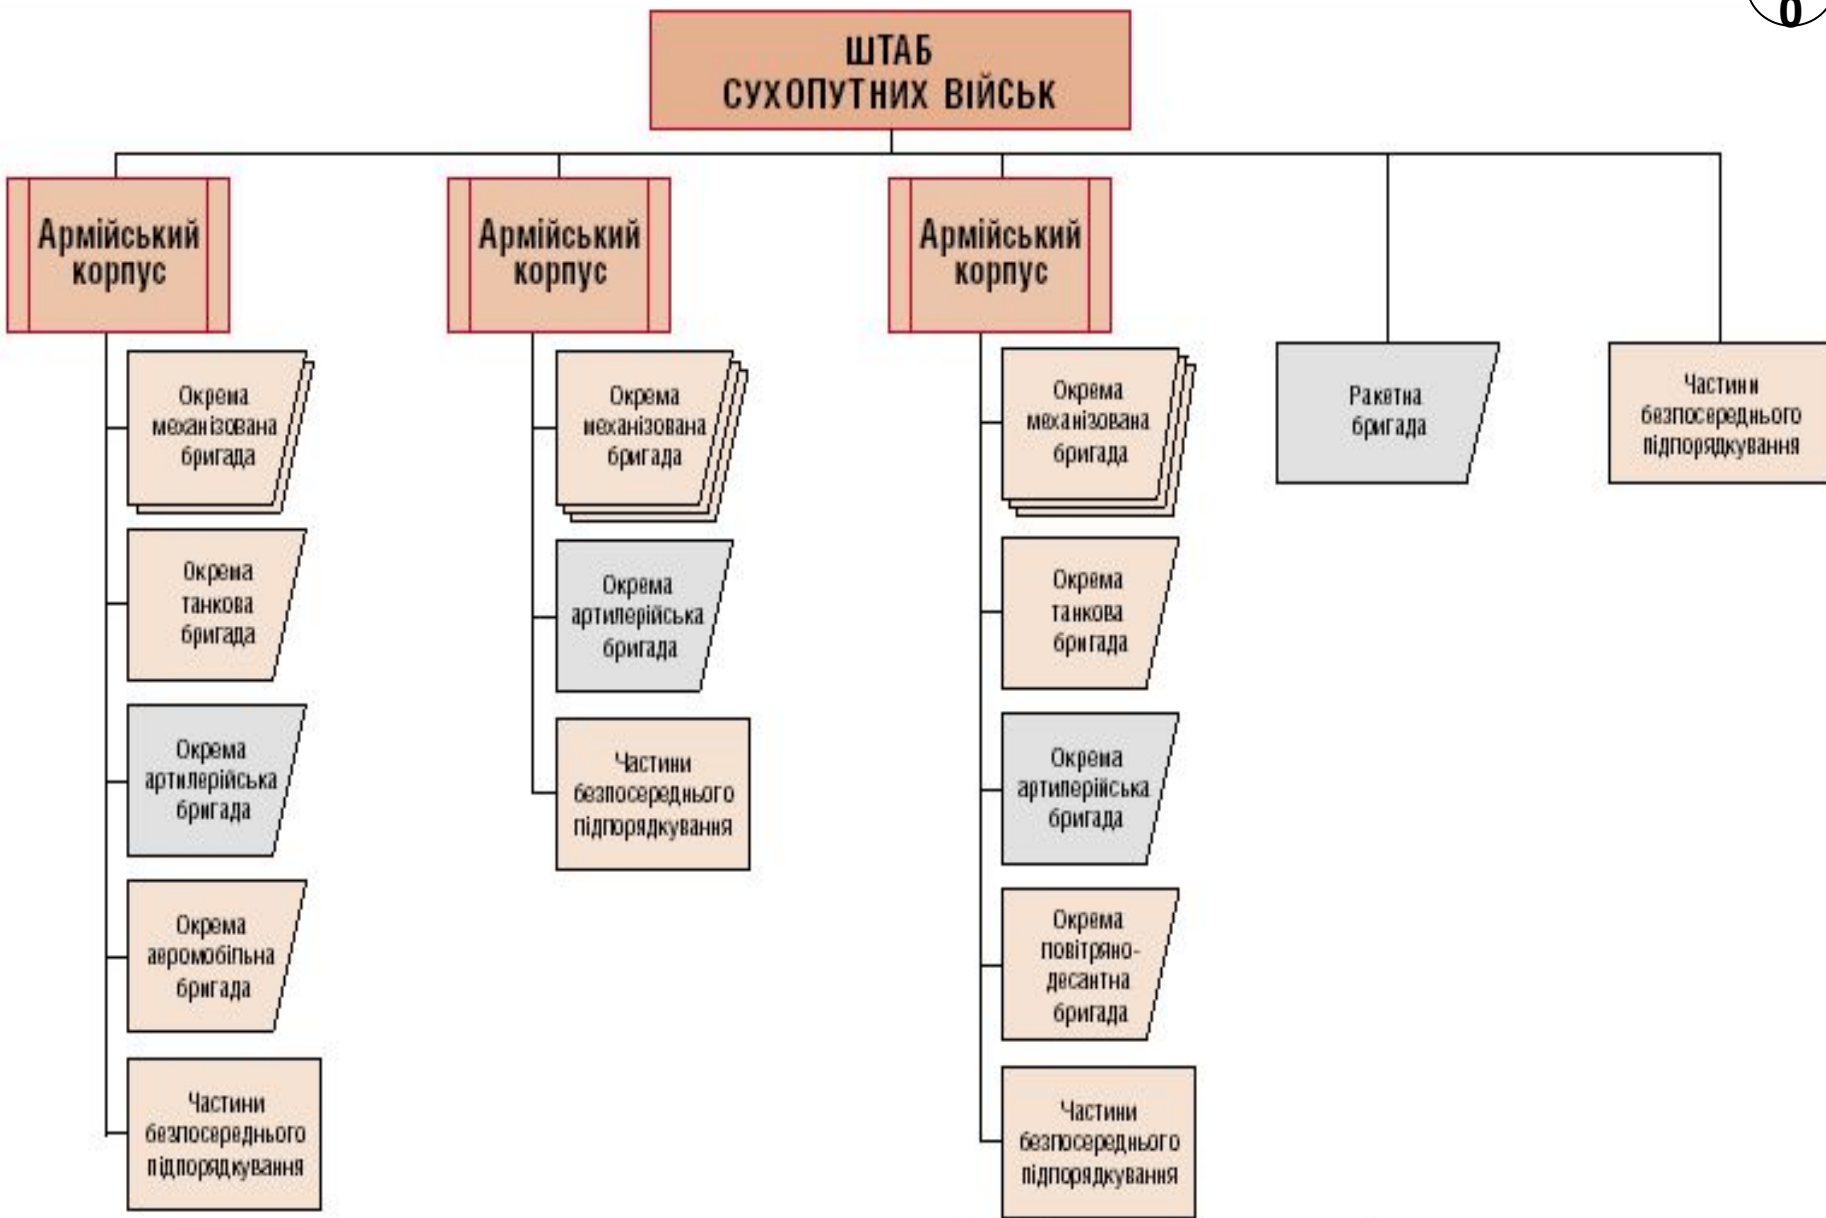 0
ШТАБ
СУХОПУТНИХ ВІЙСЬК
Армійський
корпус
Армійський
корпус
Армійський
корпус
Окрема
механізована
бригада
Окрема
танкова
бригада
Окрема
артилерійська
бригада
Окрема
аеромобільна
бригада
Частини
безпосереднього
підпорядкування
Окрема
механізована
бригада
Окрема
артилерійська
бригада
Частини
безпосереднього
підпорядкування
Окрема
механізована
бригада
Окрема
танкова
бригада
Окрема
артилерійська
бригада
Окрема
повітряно-
десантна
бригада
Частини
безпосереднього
підпорядкування
Ракетна
бригада
Частини
безпосереднього
підпорядкування